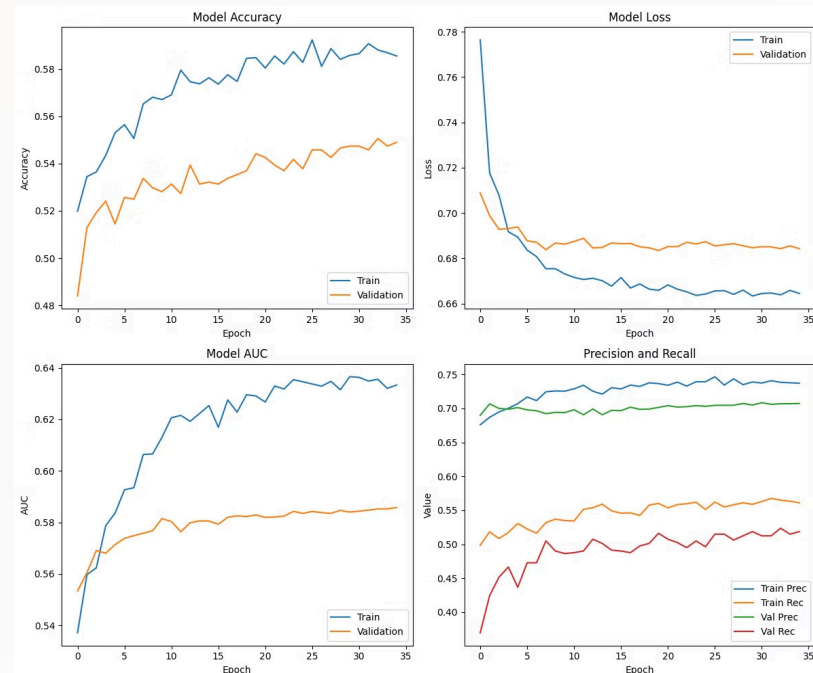 Model Accuracy
0.58
0.56
0.54
0.52
0.50
0.48
Accuracy
0 5 10 15 20 25 30 35
Epoch
Train
Validation
Model Loss
0.78
0.76
0.74
0.72
0.70
0.68
0.66
Loss
0 5 10 15 20 25 30 35
Epoch
Train
Validation
Model AUC
0.64
0.62
0.60
0.58
0.56
0.54
AUC
0 5 10 15 20 25 30 35
Epoch
Train
Validation
Precision and Recall
0.75
0.70
0.65
0.60
0.55
0.50
0.45
0.40
Value
0 5 10 15 20 25 30 35
Epoch
Train Prec
Train Rec
Val Prec
Val Rec